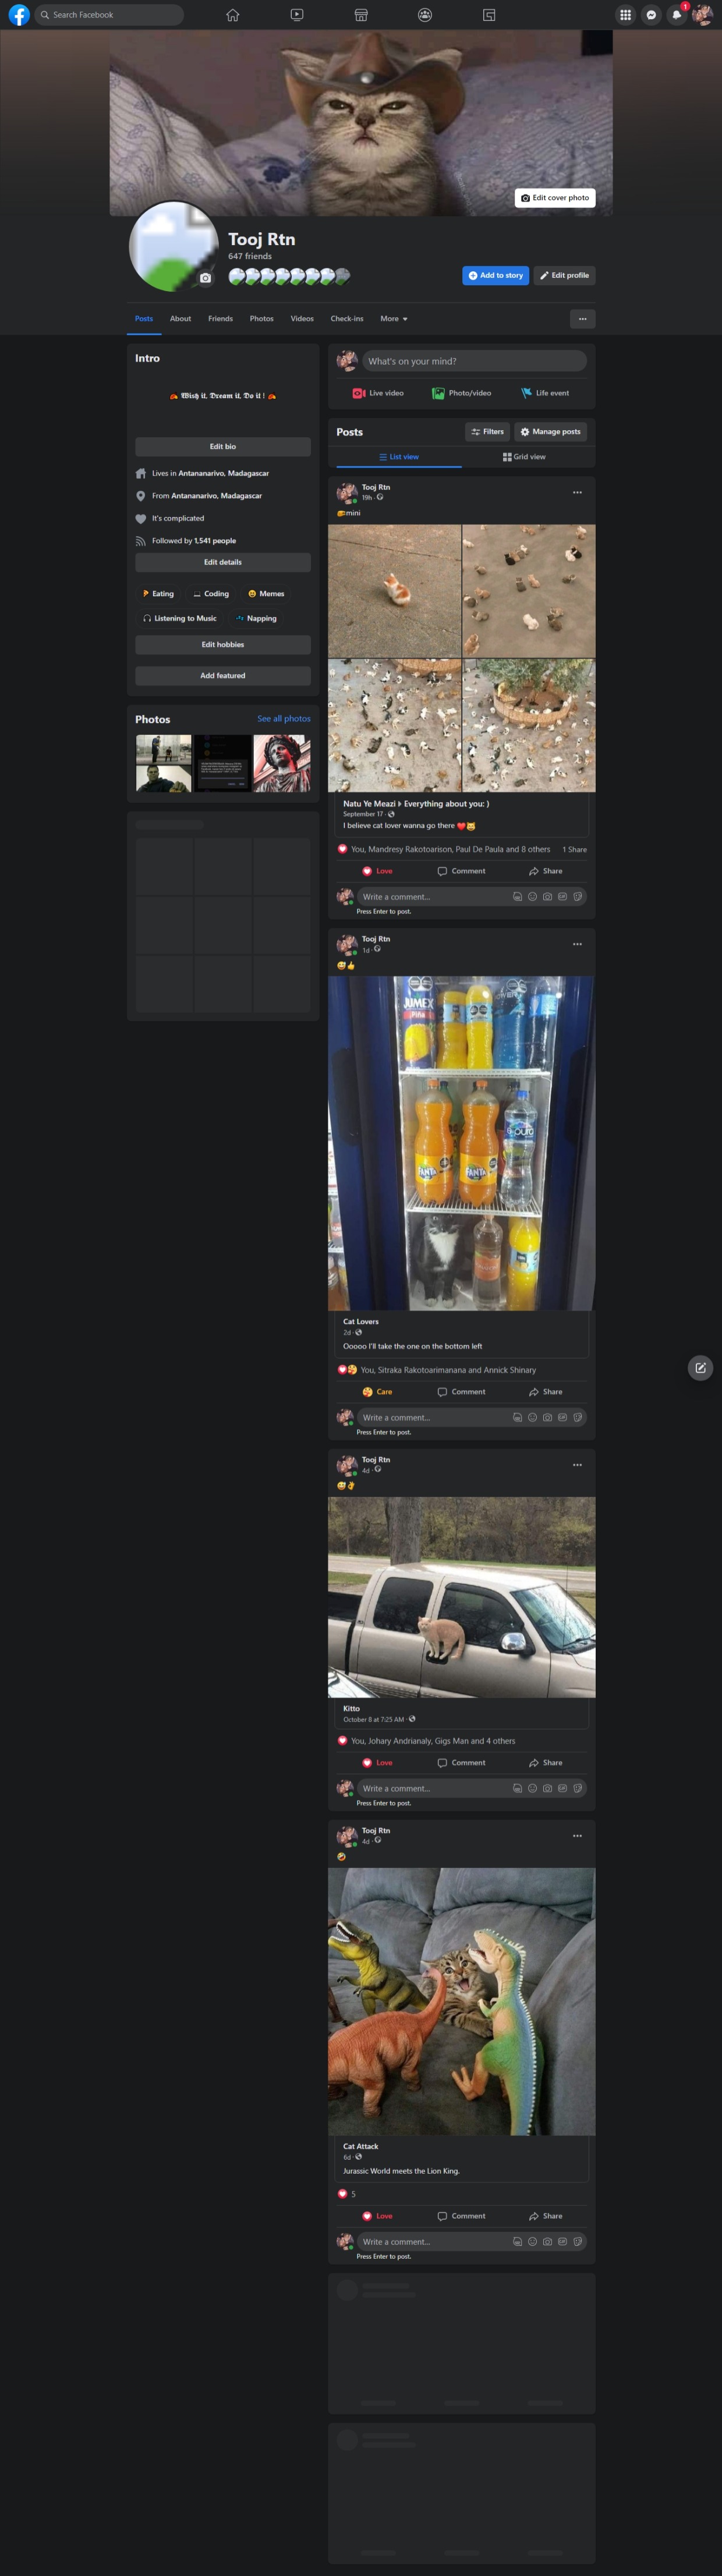 Search Facebook
1
Edit cover photo
Tooj Rtn
647 friends
Add to story
Edit profile
Posts
About
Friends
Photos
Videos
Check-ins
More
Intro
𝕎𝕚𝕤𝕙 𝕚𝕥, 𝔻𝕣𝕖𝕒𝕞 𝕚𝕥, 𝔻𝕠 𝕚𝕥 !
Edit bio
Lives in Antananarivo, Madagascar
From Antananarivo, Madagascar
It's complicated
Followed by 1,541 people
Edit details
Eating
Coding
Memes
Listening to Music
Napping
Edit hobbies
Add featured
Photos
See all photos
What's on your mind?
Live video
Photo/video
Life event
Posts
Filters
Manage posts
List view
Grid view
Tooj Rtn
19h ·
mini
Natu Ye Meazi ▸ Everything about you: )
September 17 ·
I believe cat lover wanna go there ❤️😻
You, Mandresy Rakotoarison, Paul De Paula and 8 others
1 Share
Love
Comment
Share
Write a comment...
Press Enter to post.
Tooj Rtn
1d ·
😅👍
JUMEX
Piña
FANTA
FANTA
epura
Cat Lovers
2d ·
Ooooo I'll take the one on the bottom left
You, Sitraka Rakotoarimanana and Annick Shinary
Care
Comment
Share
Write a comment...
Press Enter to post.
Tooj Rtn
4d ·
Kitto
October 8 at 7:25 AM ·
You, Johary Andrianaly, Gigs Man and 4 others
Love
Comment
Share
Write a comment...
Press Enter to post.
Tooj Rtn
4d ·
🤣
Cat Attack
6d ·
Jurassic World meets the Lion King.
5
Love
Comment
Share
Write a comment...
Press Enter to post.